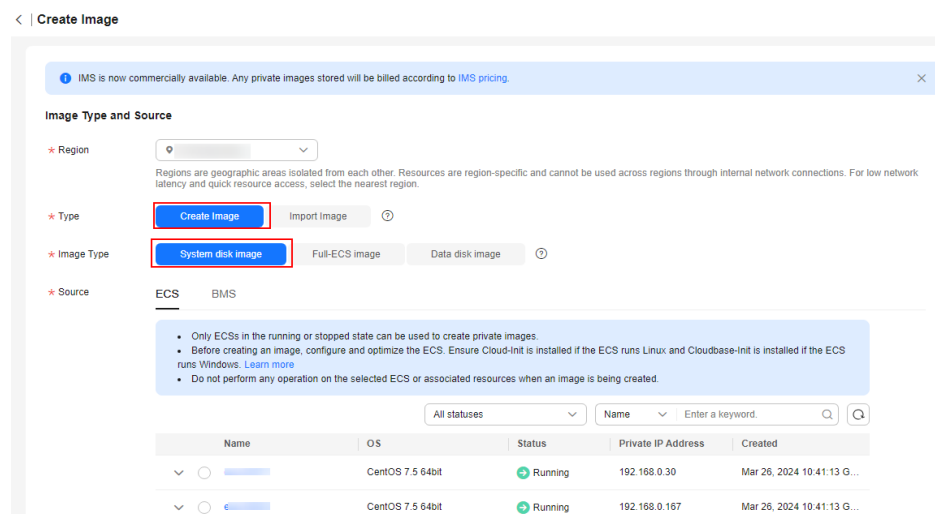 Create Image
IMS is now commercially available. Any private images stored will be billed according to IMS pricing.
Image Type and Source
* Region
Regions are geographic areas isolated from each other. Resources are region-specific and cannot be used across regions through internal network connections. For low network
latency and quick resource access, select the nearest region.
* Type Create Image Import Image
* Image Type System disk image Full-ECS image Data disk image
* Source ECS BMS
• Only ECSs in the running or stopped state can be used to create private images.
• Before creating an image, configure and optimize the ECS. Ensure Cloud-Init is installed if the ECS runs Linux and Cloudbase-Init is installed if the ECS
runs Windows. Learn more
• Do not perform any operation on the selected ECS or associated resources when an image is being created.
All statuses Name Enter a keyword.
Name OS Status Private IP Address Created
CentOS 7.5 64bit Running 192.168.0.30 Mar 26, 2024 10:41:13 G...
CentOS 7.5 64bit Running 192.168.0.167 Mar 26, 2024 10:41:13 G...